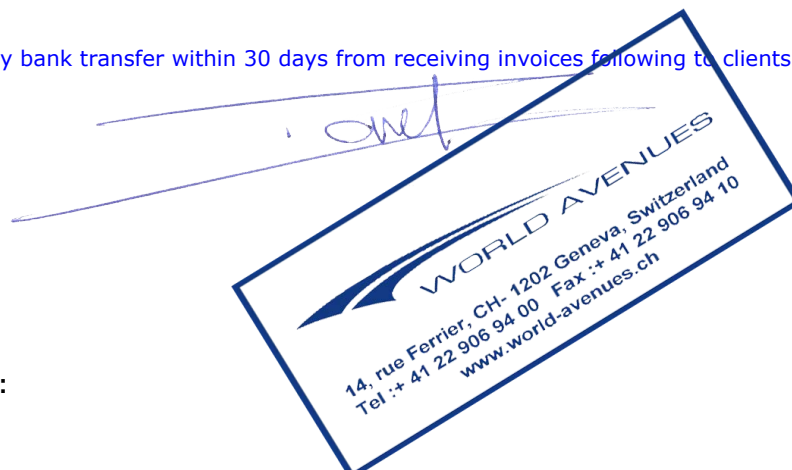 y bank transfer within 30 days from receiving invoices following to clients
WORLD AVENUES
14, rue Ferrier, CH- 1202 Geneva, Switzerland
Tel :+ 41 22 906 94 00 Fax :+ 41 22 906 94 10
www.world-avenues.ch
: